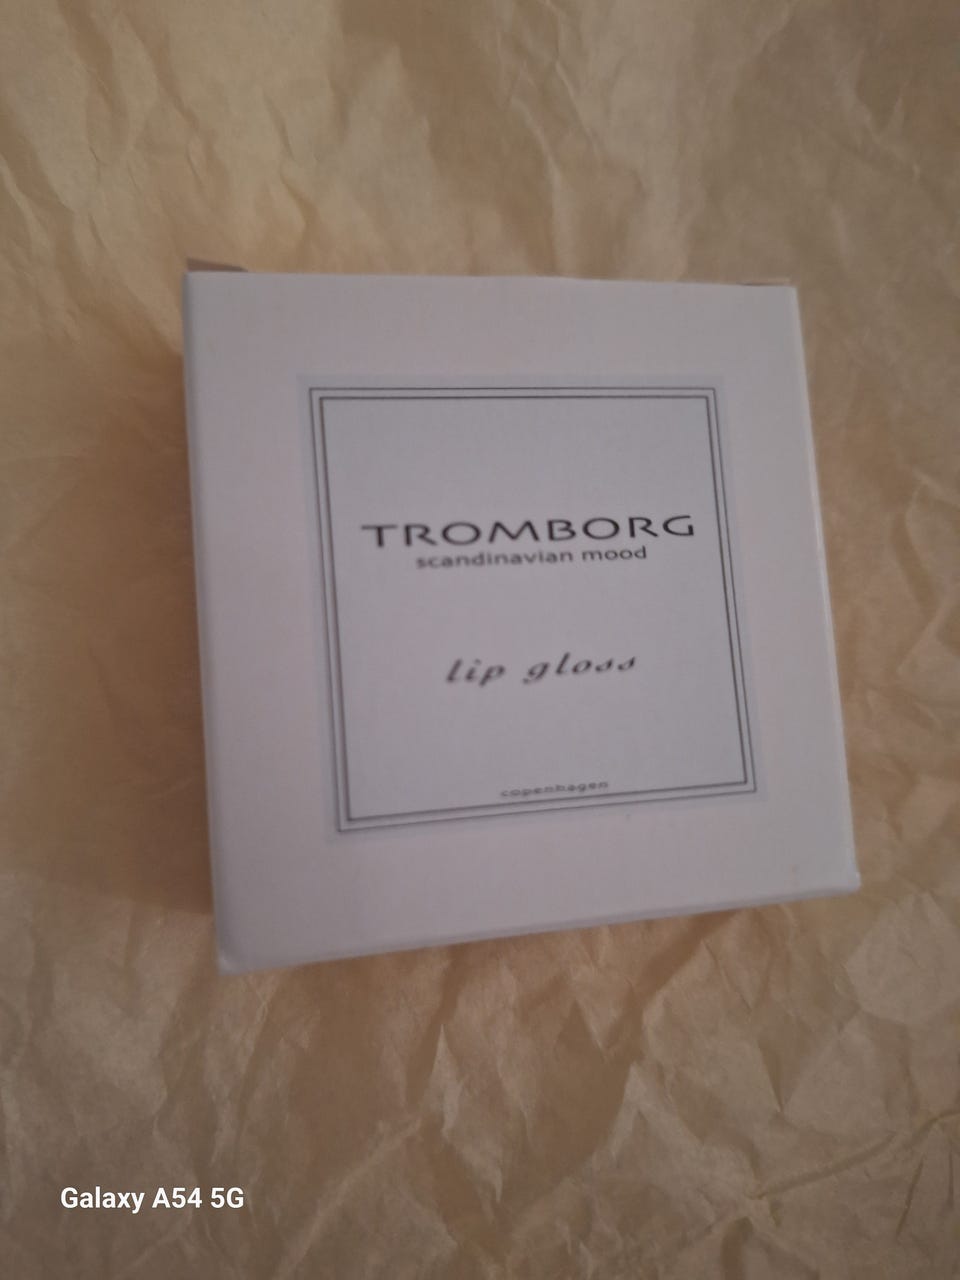 TROMBORG
scandinavian mood
lip gloss
copenhagen
Galaxy A54 5G